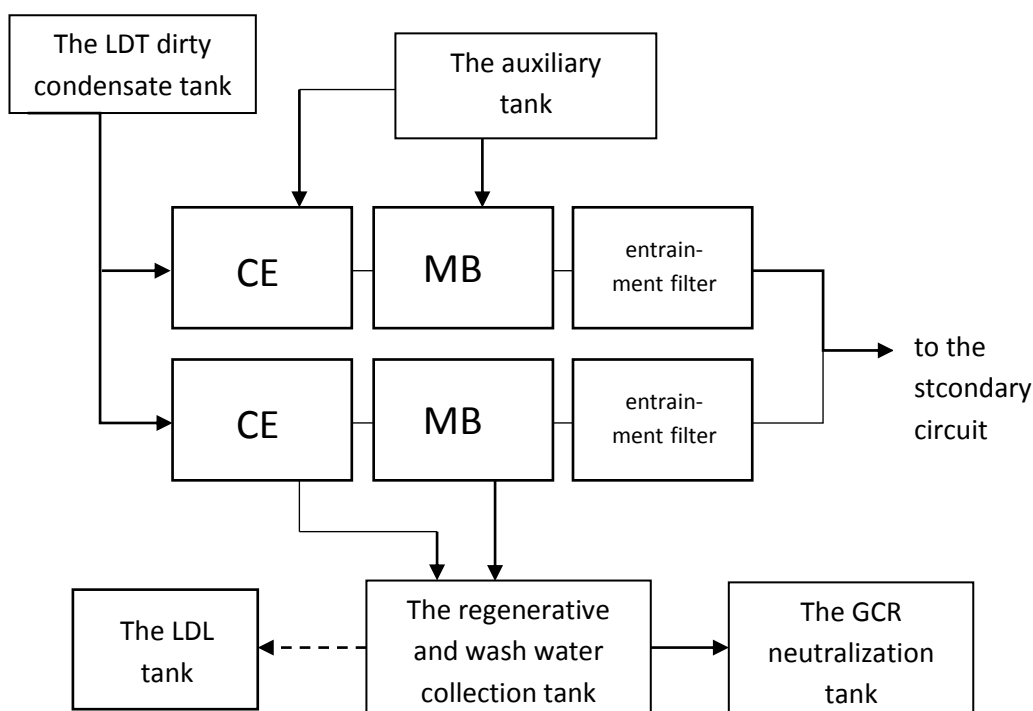 The LDT dirty
condensate tank
The auxiliary
tank
CE
MB
entrain-
ment filter
to the
stcondary
circuit
CE
MB
entrain-
ment filter
The LDL
tank
The regenerative
and wash water
collection tank
The GCR
neutralization
tank